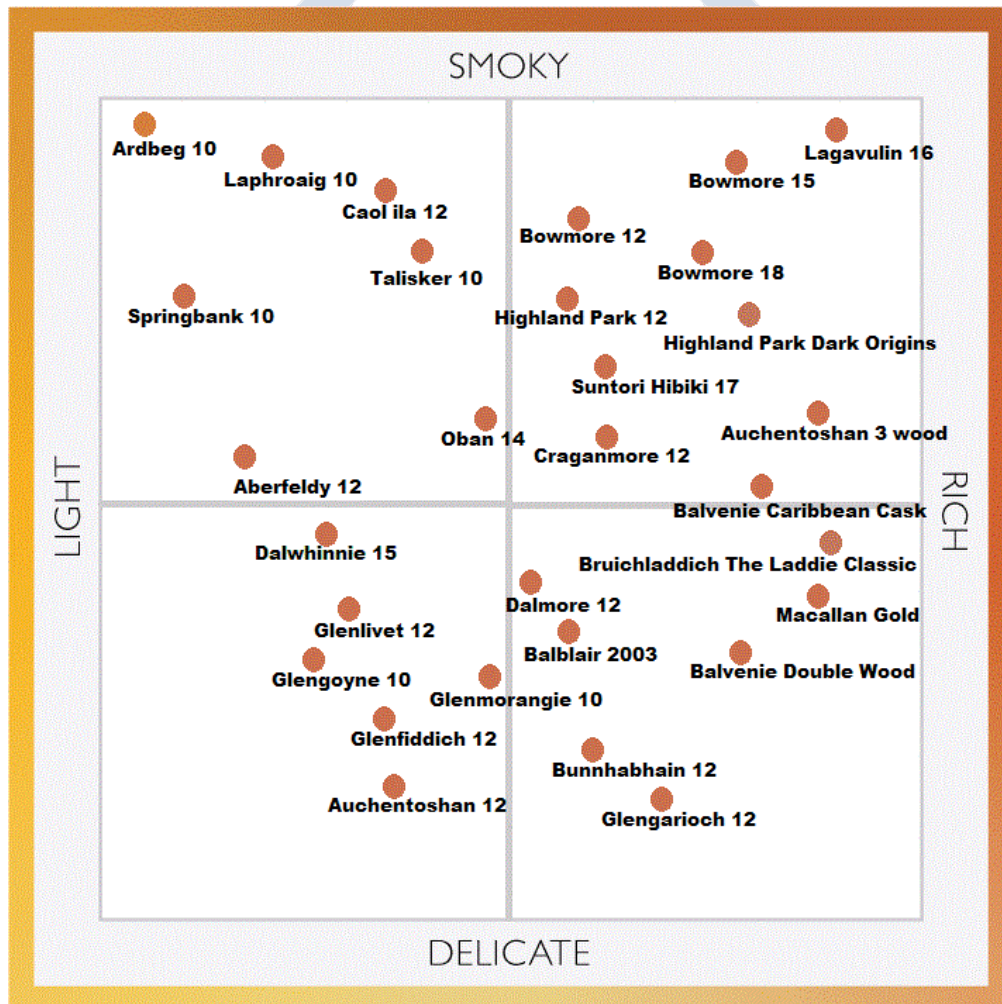 SMOKY
Ardbeg 10
Lagavulin 16
Laphroaig 10
Bowmore 15
Caol ila 12
Bowmore 12
Talisker 10
Bowmore 18
Springbank 10
Highland Park 12
Highland Park Dark Origins
Suntori Hibiki 17
Oban 14
Auchentoshan 3 wood
Craganmore 12
Aberfeldy 12
LIGHT
RICH
Balvenie Caribbean Cask
Dalwhinnie 15
Bruichladdich The Laddie Classic
Dalmore 12
Macallan Gold
Glenlivet 12
Balblair 2003
Glengoyne 10
Balvenie Double Wood
Glenmorangie 10
Glenfiddich 12
Bunnhabhain 12
Auchentoshan 12
Glengarioch 12
DELICATE